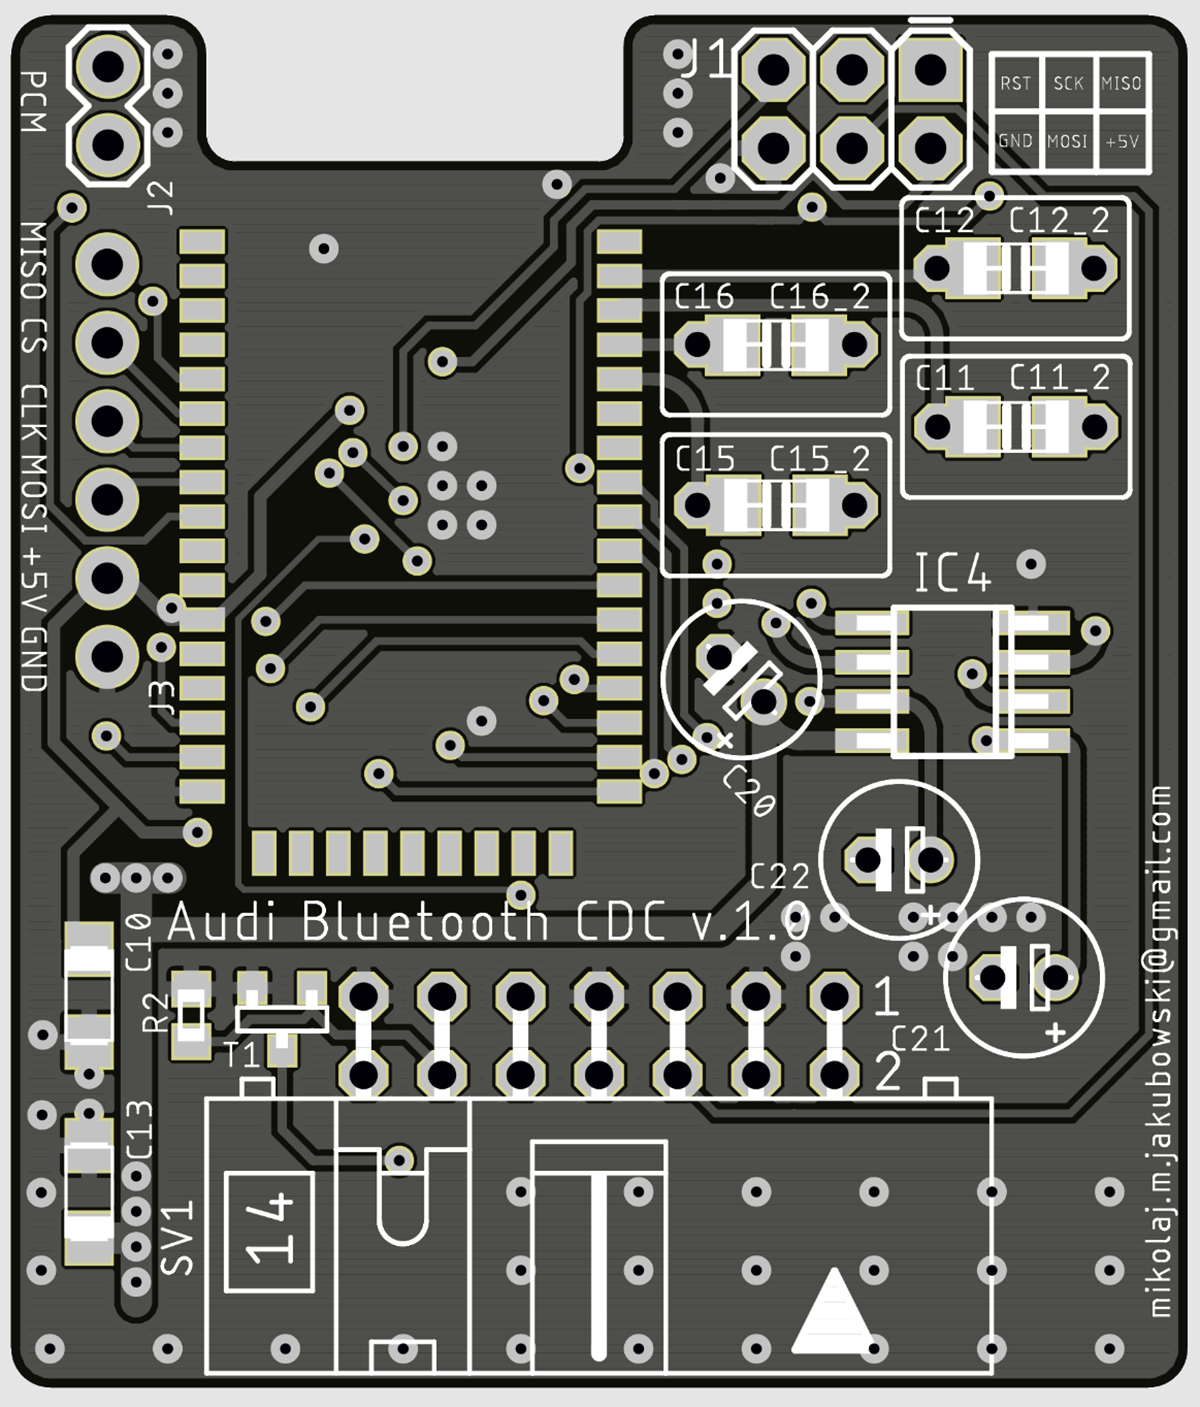 J1
RST SCK MISO
GND MOSI +5V
PCM
J2
MISO CS CLK MOSI +5V GND
J3
C12 C12_2
C16 C16_2
C11 C11_2
C15 C15_2
IC4
C20
C22
Audi Bluetooth CDC v.1.0
C10
R2
T1
1
2
C21
C13
SV1
14
mikolaj.m.jakubowski@gmail.com